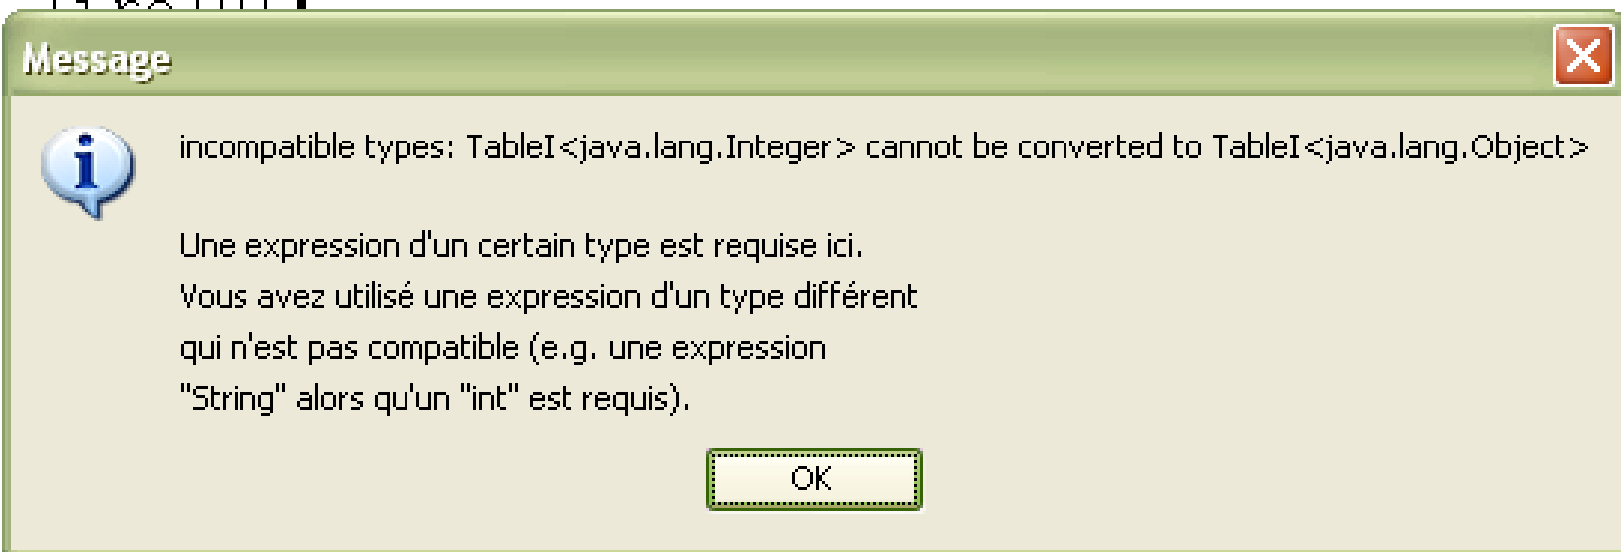 Message
incompatible types: TableI<java.lang.Integer> cannot be converted to TableI<java.lang.Object>
Une expression d'un certain type est requise ici.
Vous avez utilisé une expression d'un type différent
qui n'est pas compatible (e.g. une expression
"String" alors qu'un "int" est requis).
OK